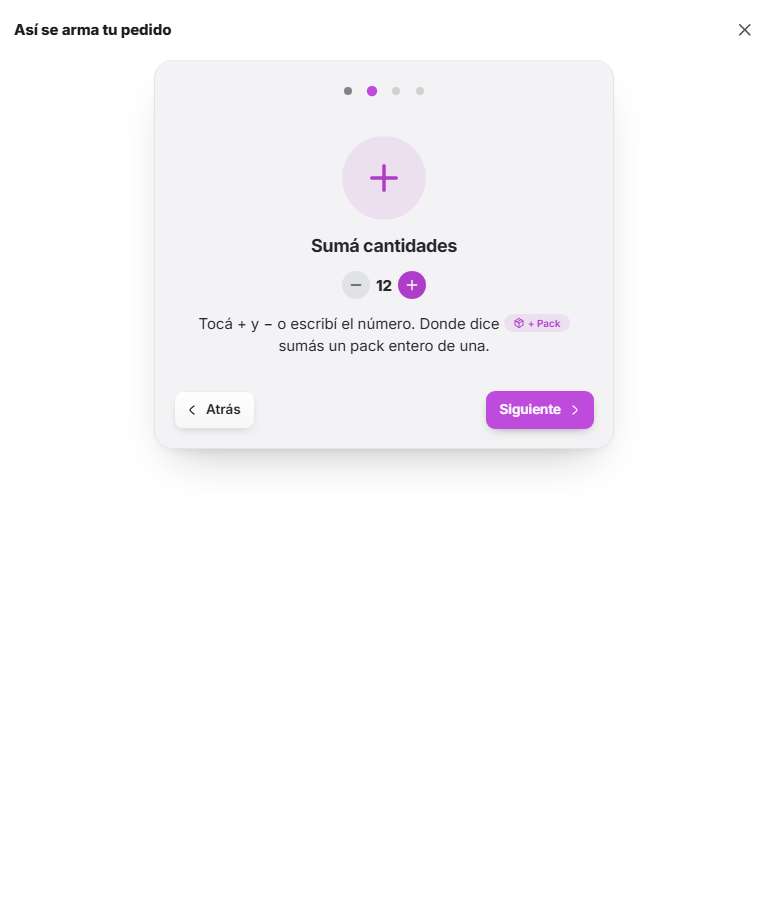 Así se arma tu pedido
Sumá cantidades
− 12 +
Tocá + y − o escribí el número. Donde dice + Pack
sumás un pack entero de una.
Atrás
Siguiente